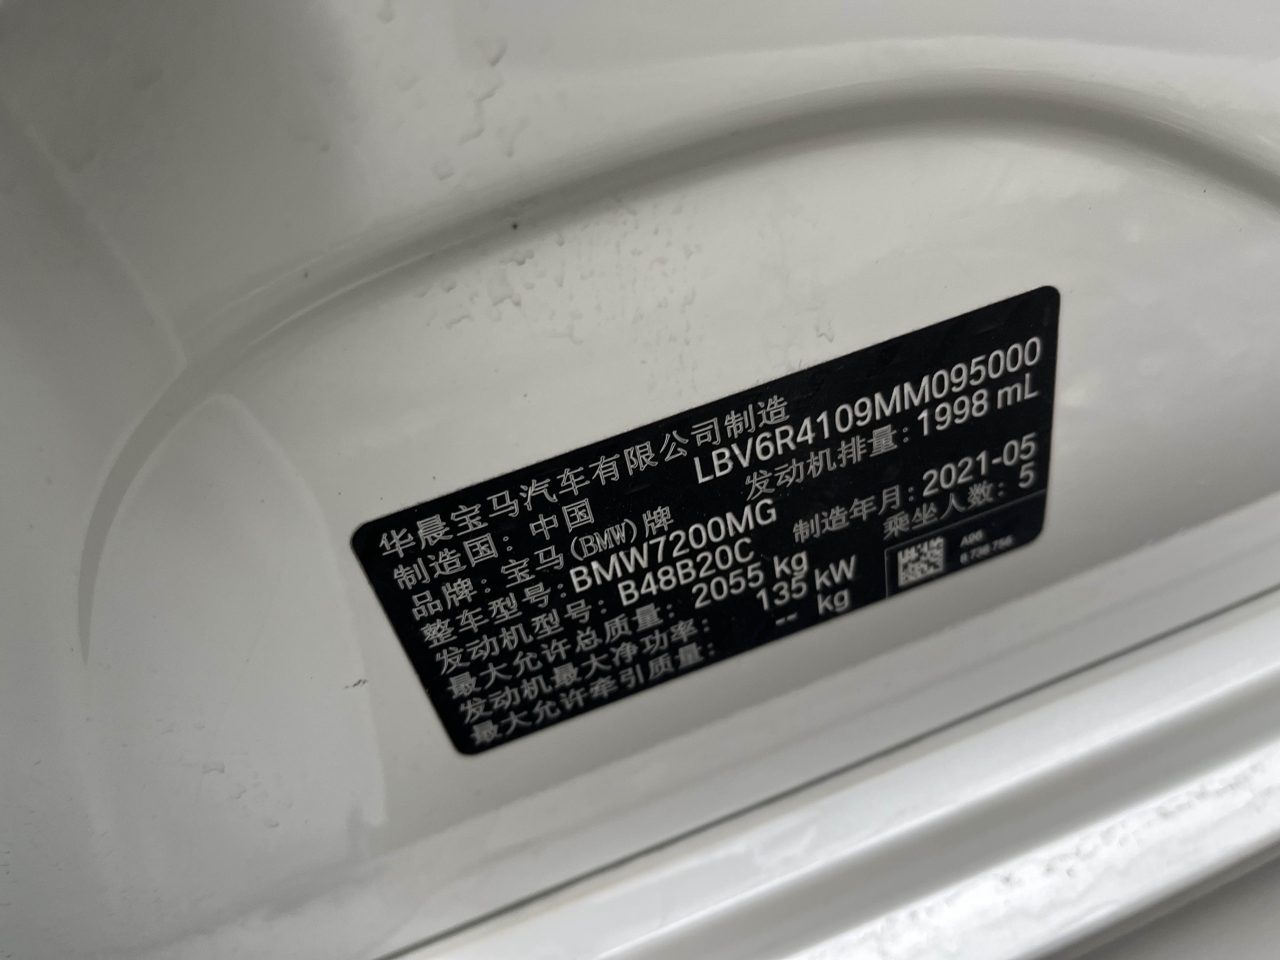 华晨宝马汽车有限公司制造
制造国：中国 LBV6R4109MM095000
品牌：宝马(BMW)牌 发动机排量：1998 mL
整车型号：BMW7200MG
发动机型号：B48B20C 制造年月：2021-05
最大允许总质量：2055 kg 乘坐人数：5
发动机最大净功率：135 kW
最大允许牵引质量：-- kg